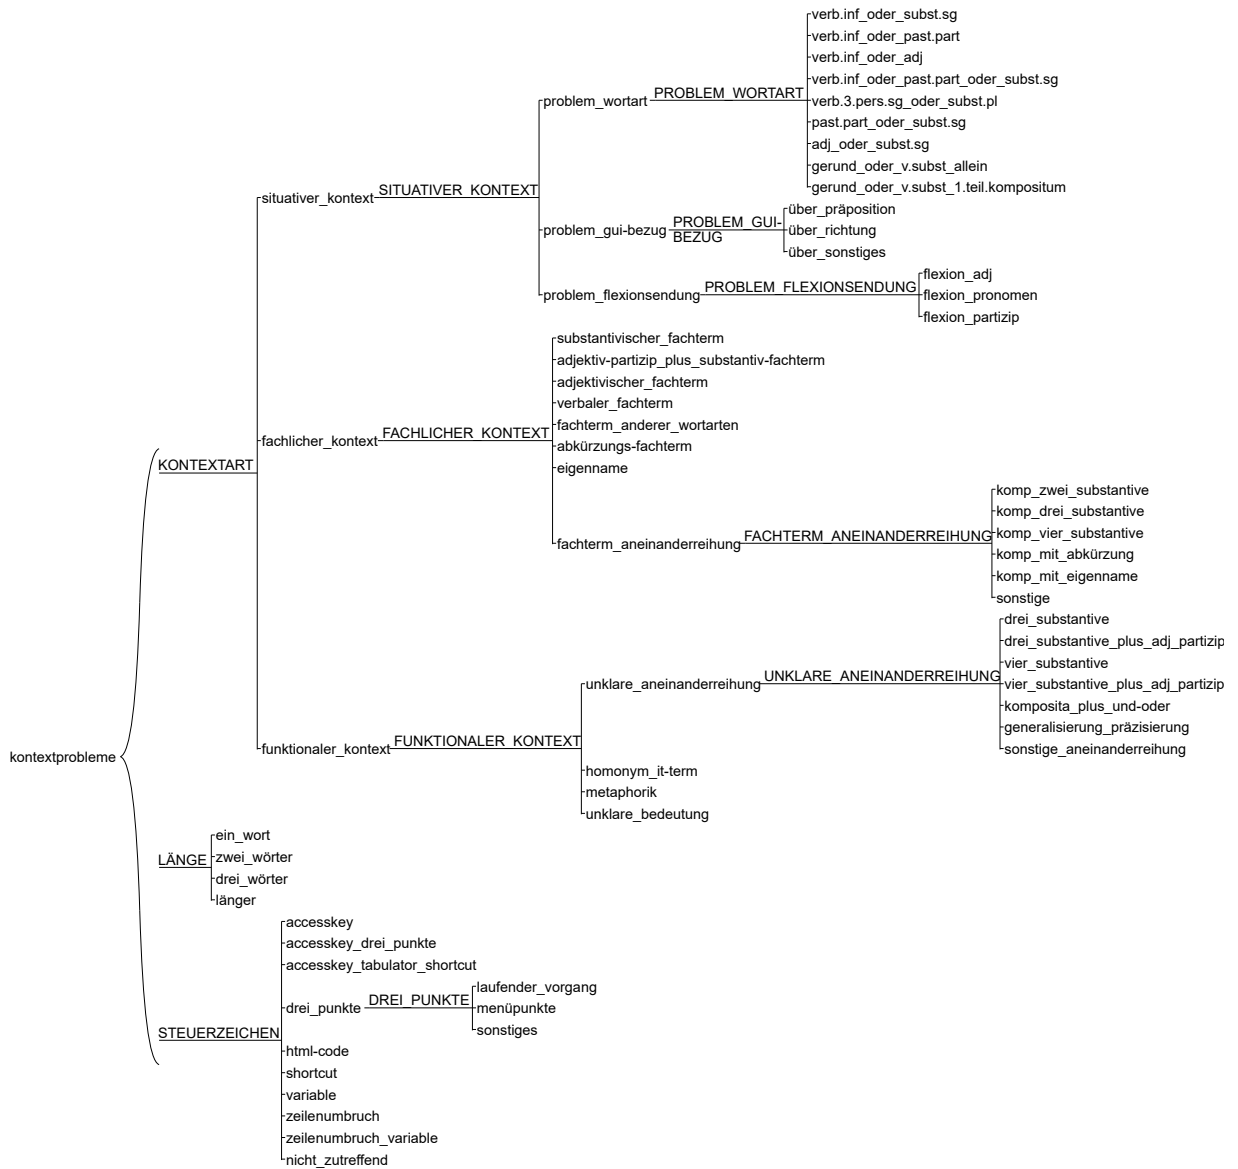 kontextprobleme
KONTEXTART
situativer_kontext
SITUATIVER_KONTEXT
problem_wortart
PROBLEM_WORTART
verb.inf_oder_subst.sg
verb.inf_oder_past.part
verb.inf_oder_adj
verb.inf_oder_past.part_oder_subst.sg
verb.3.pers.sg_oder_subst.pl
past.part_oder_subst.sg
adj_oder_subst.sg
gerund_oder_v.subst_allein
gerund_oder_v.subst_1.teil.kompositum
problem_gui-bezug
PROBLEM_GUI-
BEZUG
über_präposition
über_richtung
über_sonstiges
problem_flexionsendung
PROBLEM_FLEXIONSENDUNG
flexion_adj
flexion_pronomen
flexion_partizip
fachlicher_kontext
FACHLICHER_KONTEXT
substantivischer_fachterm
adjektiv-partizip_plus_substantiv-fachterm
adjektivischer_fachterm
verbaler_fachterm
fachterm_anderer_wortarten
abkürzungs-fachterm
eigenname
fachterm_aneinanderreihung
FACHTERM_ANEINANDERREIHUNG
komp_zwei_substantive
komp_drei_substantive
komp_vier_substantive
komp_mit_abkürzung
komp_mit_eigenname
sonstige
funktionaler_kontext
FUNKTIONALER_KONTEXT
unklare_aneinanderreihung
UNKLARE_ANEINANDERREIHUNG
drei_substantive
drei_substantive_plus_adj_partizip
vier_substantive
vier_substantive_plus_adj_partizip
komposita_plus_und-oder
generalisierung_präzisierung
sonstige_aneinanderreihung
homonym_it-term
metaphorik
unklare_bedeutung
LÄNGE
ein_wort
zwei_wörter
drei_wörter
länger
STEUERZEICHEN
accesskey
accesskey_drei_punkte
accesskey_tabulator_shortcut
drei_punkte
DREI_PUNKTE
laufender_vorgang
menüpunkte
sonstiges
html-code
shortcut
variable
zeilenumbruch
zeilenumbruch_variable
nicht_zutreffend